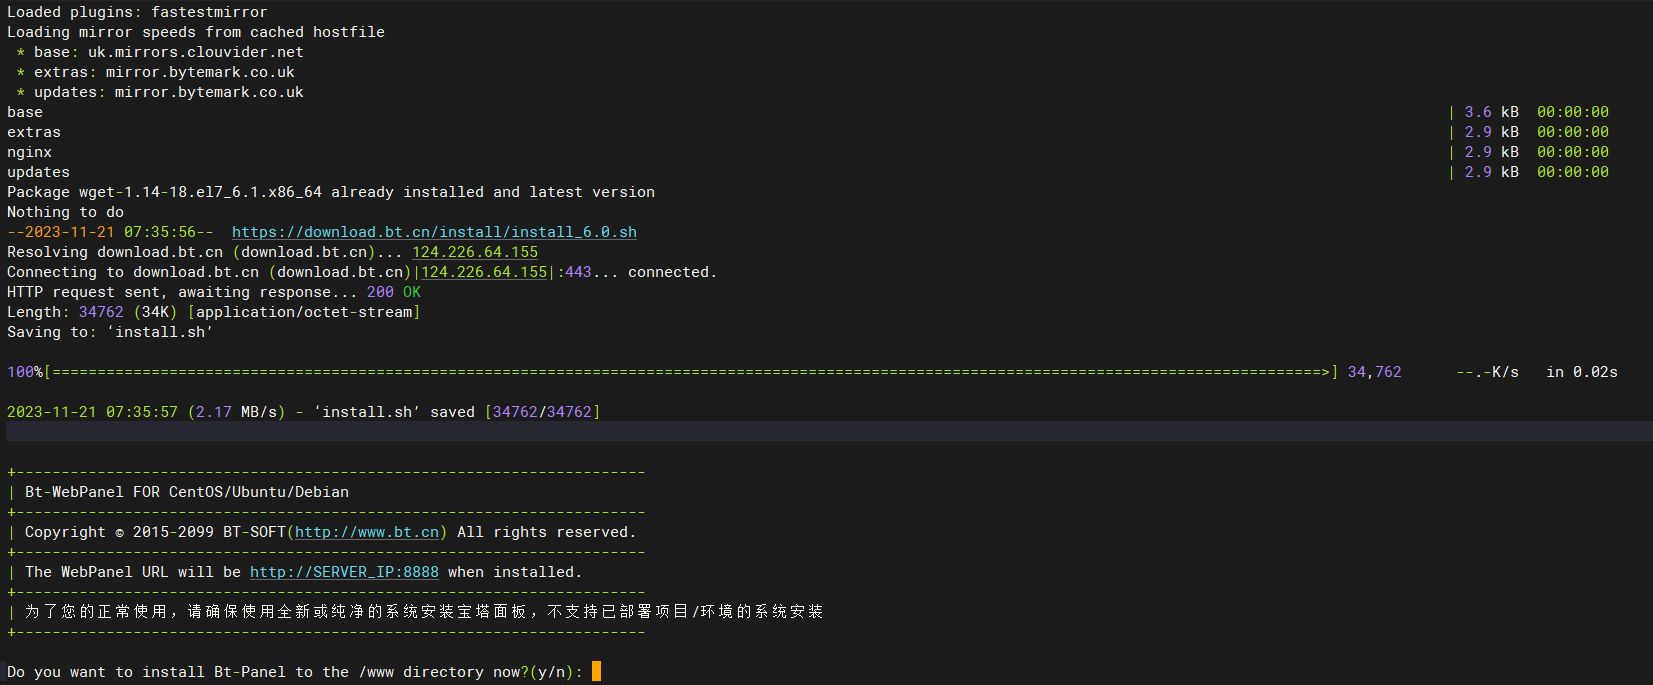 Loaded plugins: fastestmirror
Loading mirror speeds from cached hostfile
 * base: uk.mirrors.clouvider.net
 * extras: mirror.bytemark.co.uk
 * updates: mirror.bytemark.co.uk
base | 3.6 kB 00:00:00
extras | 2.9 kB 00:00:00
nginx | 2.9 kB 00:00:00
updates | 2.9 kB 00:00:00
Package wget-1.14-18.el7_6.1.x86_64 already installed and latest version
Nothing to do
--2023-11-21 07:35:56--  https://download.bt.cn/install/install_6.0.sh
Resolving download.bt.cn (download.bt.cn)... 124.226.64.155
Connecting to download.bt.cn (download.bt.cn)|124.226.64.155|:443... connected.
HTTP request sent, awaiting response... 200 OK
Length: 34762 (34K) [application/octet-stream]
Saving to: ‘install.sh’
100%[=============================================================================================================================================>] 34,762      --.-K/s   in 0.02s
2023-11-21 07:35:57 (2.17 MB/s) - ‘install.sh’ saved [34762/34762]
+----------------------------------------------------------------------
| Bt-WebPanel FOR CentOS/Ubuntu/Debian
+----------------------------------------------------------------------
| Copyright © 2015-2099 BT-SOFT(http://www.bt.cn) All rights reserved.
+----------------------------------------------------------------------
| The WebPanel URL will be http://SERVER_IP:8888 when installed.
+----------------------------------------------------------------------
| 为了您的正常使用，请确保使用全新或纯净的系统安装宝塔面板，不支持已部署项目/环境的系统安装
+----------------------------------------------------------------------
Do you want to install Bt-Panel to the /www directory now?(y/n):